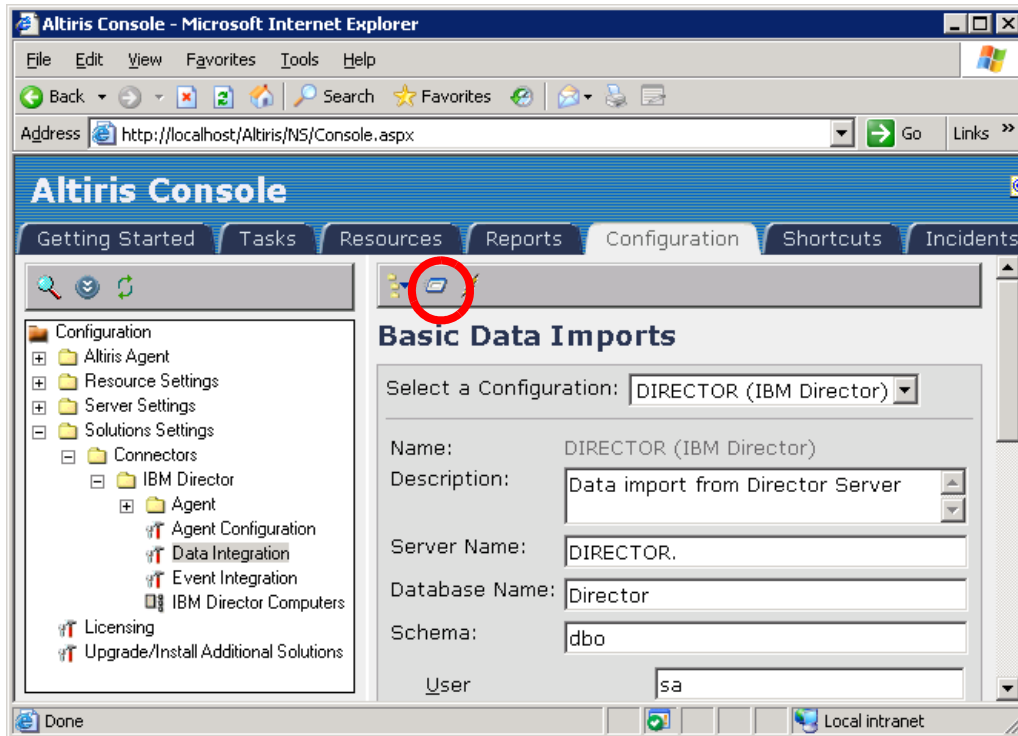 Altiris Console - Microsoft Internet Explorer
File Edit View Favorites Tools Help
Back Search Favorites
Address http://localhost/Altiris/NS/Console.aspx Go Links »
Altiris Console
Getting Started Tasks Resources Reports Configuration Shortcuts Incidents
Configuration
Altiris Agent
Resource Settings
Server Settings
Solutions Settings
Connectors
IBM Director
Agent
Agent Configuration
Data Integration
Event Integration
IBM Director Computers
Licensing
Upgrade/Install Additional Solutions
Basic Data Imports
Select a Configuration: DIRECTOR (IBM Director)
Name: DIRECTOR (IBM Director)
Description: Data import from Director Server
Server Name: DIRECTOR.
Database Name: Director
Schema: dbo
User sa
Done Local intranet